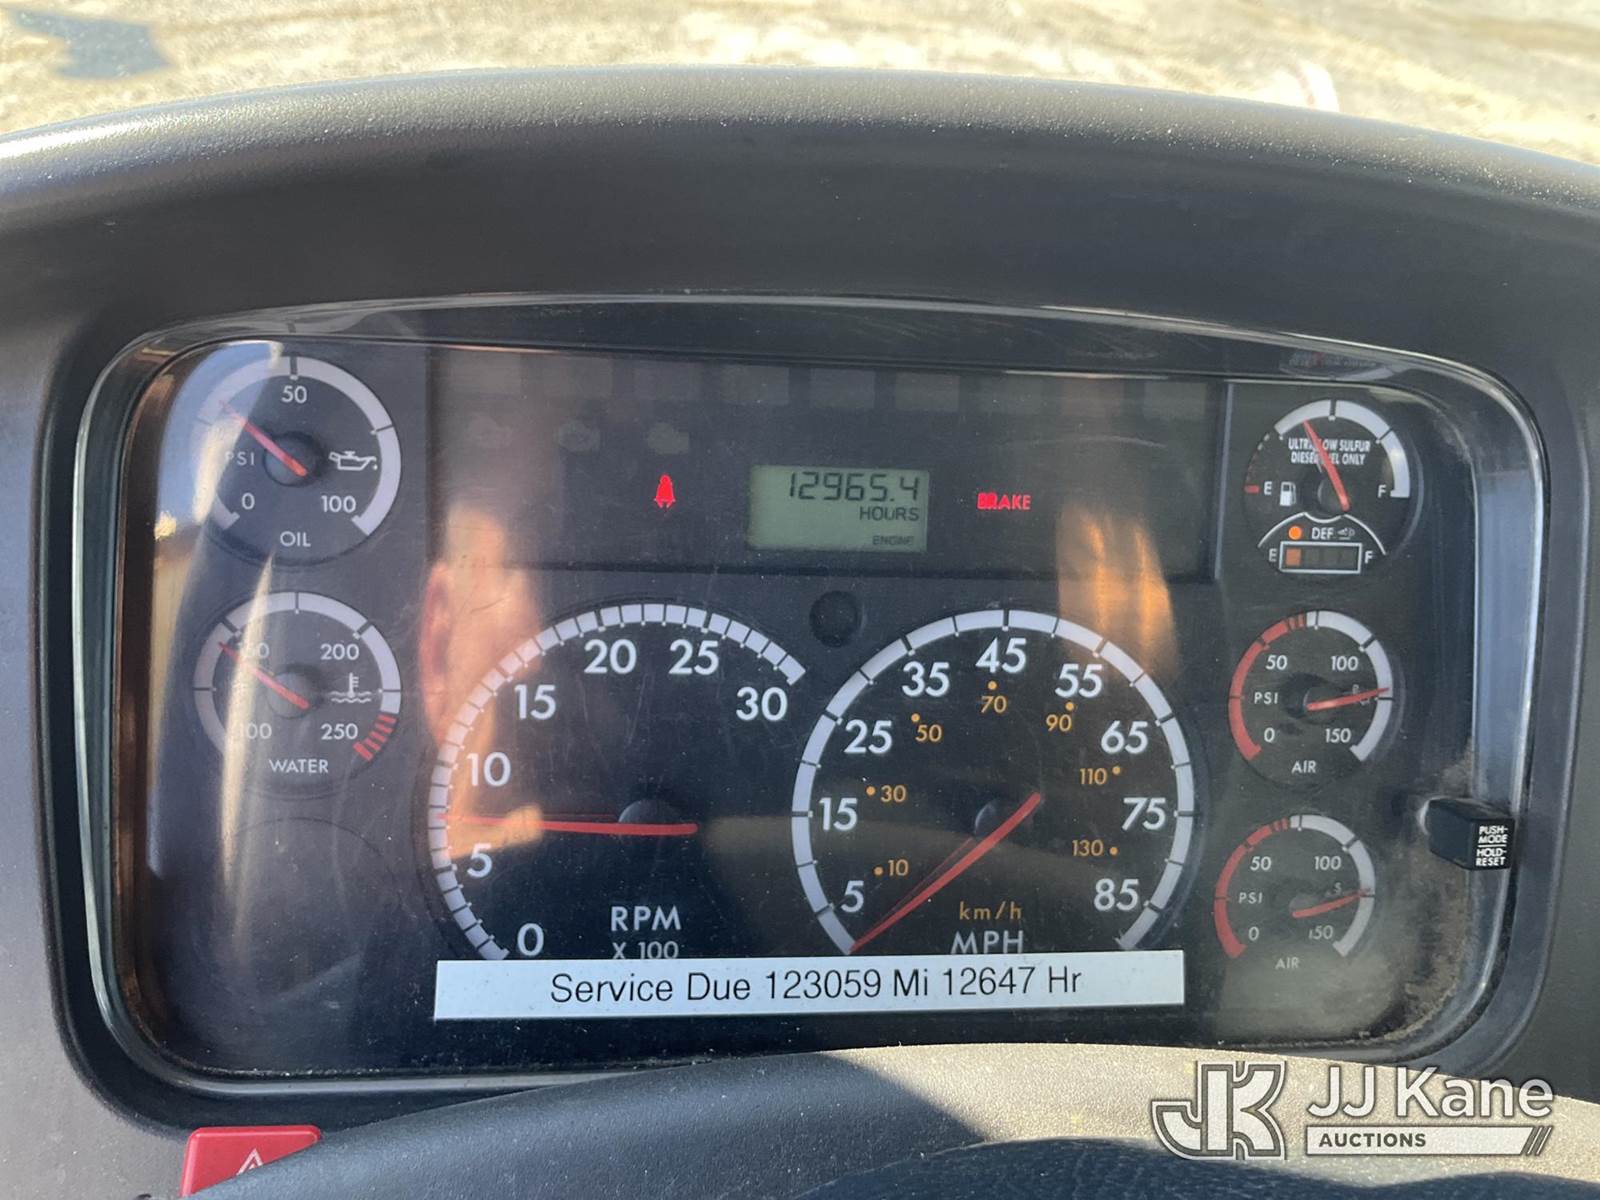 50
PSI
0
100
OIL
200
100
250
WATER
12965.4
HOURS
ENGINE
BRAKE
DIESEL FUEL ONLY
E
F
DEF
E
F
0
5
10
15
20
25
30
RPM
X 100
5
15
25
35
45
55
65
75
85
10
30
50
70
90
110
130
km/h
MPH
50
100
PSI
0
150
AIR
50
100
PSI
0
150
AIR
PUSH-
MODE
HOLD-
RESET
Service Due 123059 Mi 12647 Hr
JK
JJ Kane
AUCTIONS